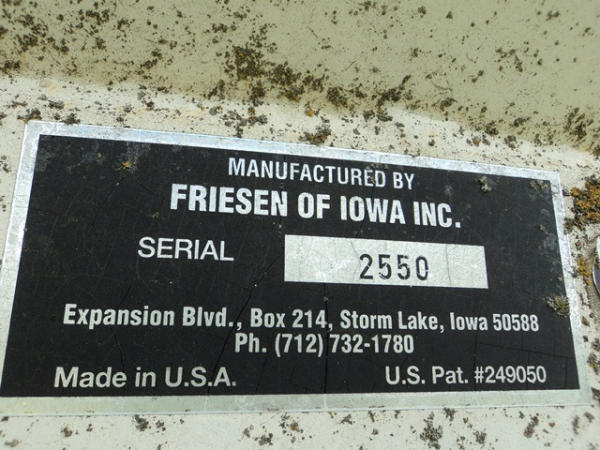 MANUFACTURED BY
FRIESEN OF IOWA INC.
SERIAL 2550
Expansion Blvd., Box 214, Storm Lake, Iowa 50588
Ph. (712) 732-1780
Made in U.S.A. U.S. Pat. #249050